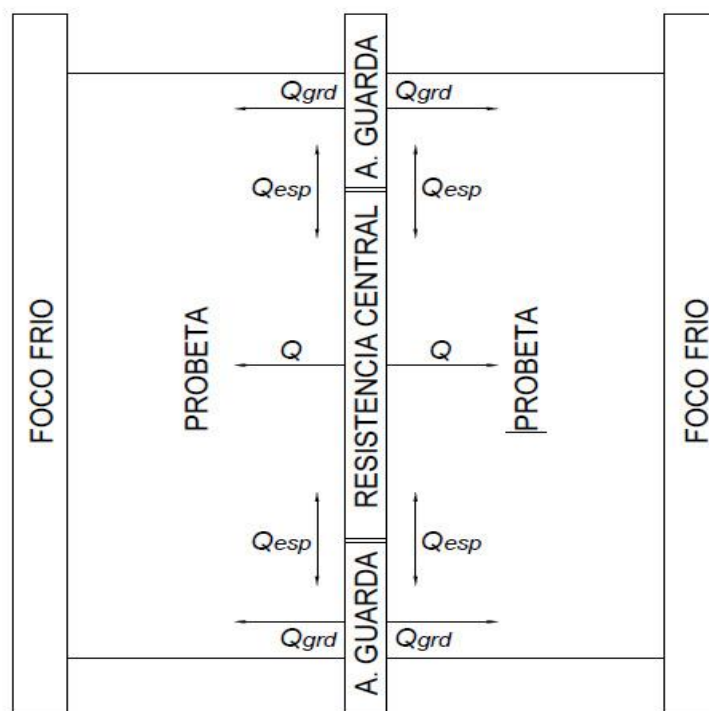 A. GUARDA
Qgrd Qgrd
Qesp Qesp
FOCO FRIO
PROBETA
Q
RESISTENCIA CENTRAL
Q
PROBETA
FOCO FRIO
Qesp Qesp
A. GUARDA
Qgrd Qgrd